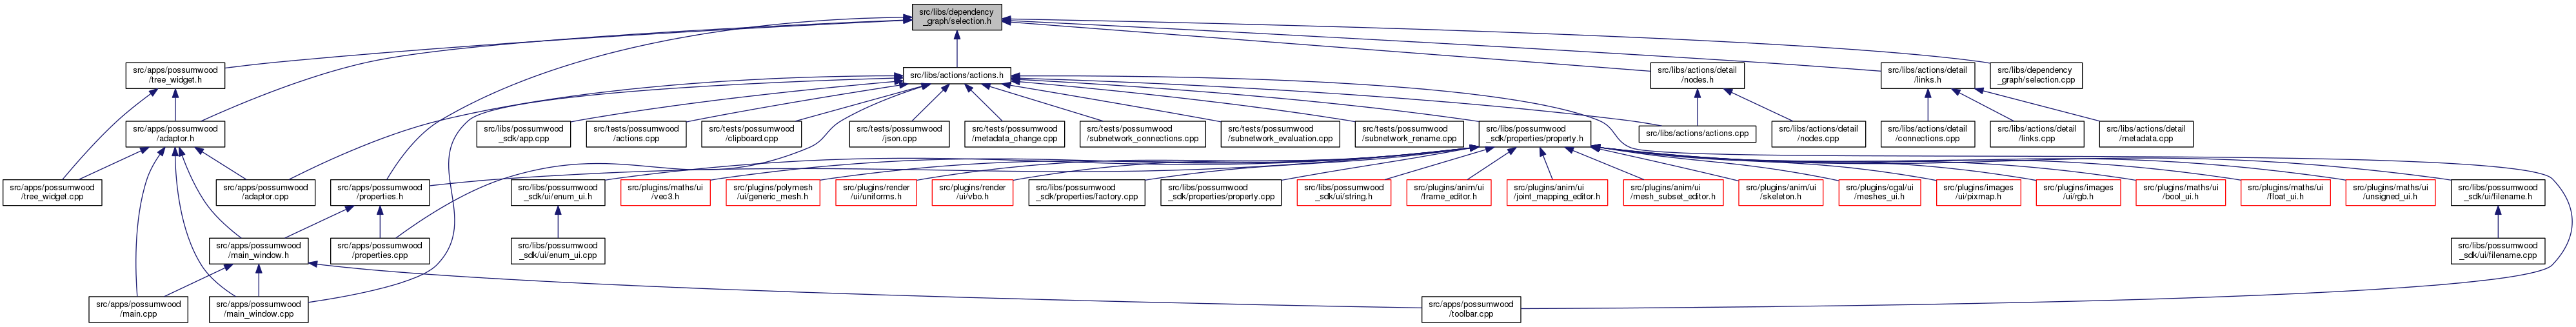 src/libs/dependency
_graph/selection.h
src/apps/possumwood
/tree_widget.h
src/libs/actions/actions.h
src/libs/actions/detail
/nodes.h
src/libs/actions/detail
/links.h
src/libs/dependency
_graph/selection.cpp
src/apps/possumwood
/adaptor.h
src/libs/possumwood
_sdk/app.cpp
src/tests/possumwood
/actions.cpp
src/tests/possumwood
/clipboard.cpp
src/tests/possumwood
/json.cpp
src/tests/possumwood
/metadata_change.cpp
src/tests/possumwood
/subnetwork_connections.cpp
src/tests/possumwood
/subnetwork_evaluation.cpp
src/tests/possumwood
/subnetwork_rename.cpp
src/libs/possumwood
_sdk/properties/property.h
src/libs/actions/actions.cpp
src/libs/actions/detail
/nodes.cpp
src/libs/actions/detail
/connections.cpp
src/libs/actions/detail
/links.cpp
src/libs/actions/detail
/metadata.cpp
src/apps/possumwood
/tree_widget.cpp
src/apps/possumwood
/adaptor.cpp
src/apps/possumwood
/properties.h
src/libs/possumwood
_sdk/ui/enum_ui.h
src/plugins/maths/ui
/vec3.h
src/plugins/polymesh
/ui/generic_mesh.h
src/plugins/render
/ui/uniforms.h
src/plugins/render
/ui/vbo.h
src/libs/possumwood
_sdk/properties/factory.cpp
src/libs/possumwood
_sdk/properties/property.cpp
src/libs/possumwood
_sdk/ui/string.h
src/plugins/anim/ui
/frame_editor.h
src/plugins/anim/ui
/joint_mapping_editor.h
src/plugins/anim/ui
/mesh_subset_editor.h
src/plugins/anim/ui
/skeleton.h
src/plugins/cgal/ui
/meshes_ui.h
src/plugins/images
/ui/pixmap.h
src/plugins/images
/ui/rgb.h
src/plugins/maths/ui
/bool_ui.h
src/plugins/maths/ui
/float_ui.h
src/plugins/maths/ui
/unsigned_ui.h
src/libs/possumwood
_sdk/ui/filename.h
src/apps/possumwood
/main_window.h
src/apps/possumwood
/properties.cpp
src/libs/possumwood
_sdk/ui/enum_ui.cpp
src/libs/possumwood
_sdk/ui/filename.cpp
src/apps/possumwood
/main.cpp
src/apps/possumwood
/main_window.cpp
src/apps/possumwood
/toolbar.cpp